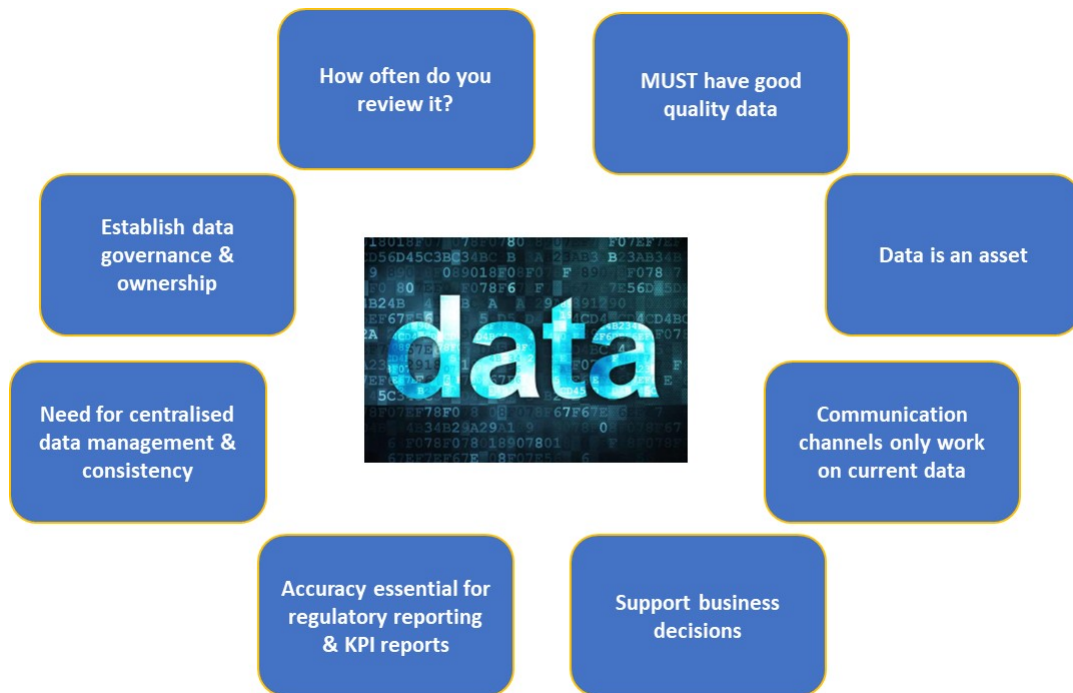 How often do you
review it?
MUST have good
quality data
Establish data
governance &
ownership
Data is an asset
data
Need for centralised
data management &
consistency
Communication
channels only work
on current data
Accuracy essential for
regulatory reporting
& KPI reports
Support business
decisions